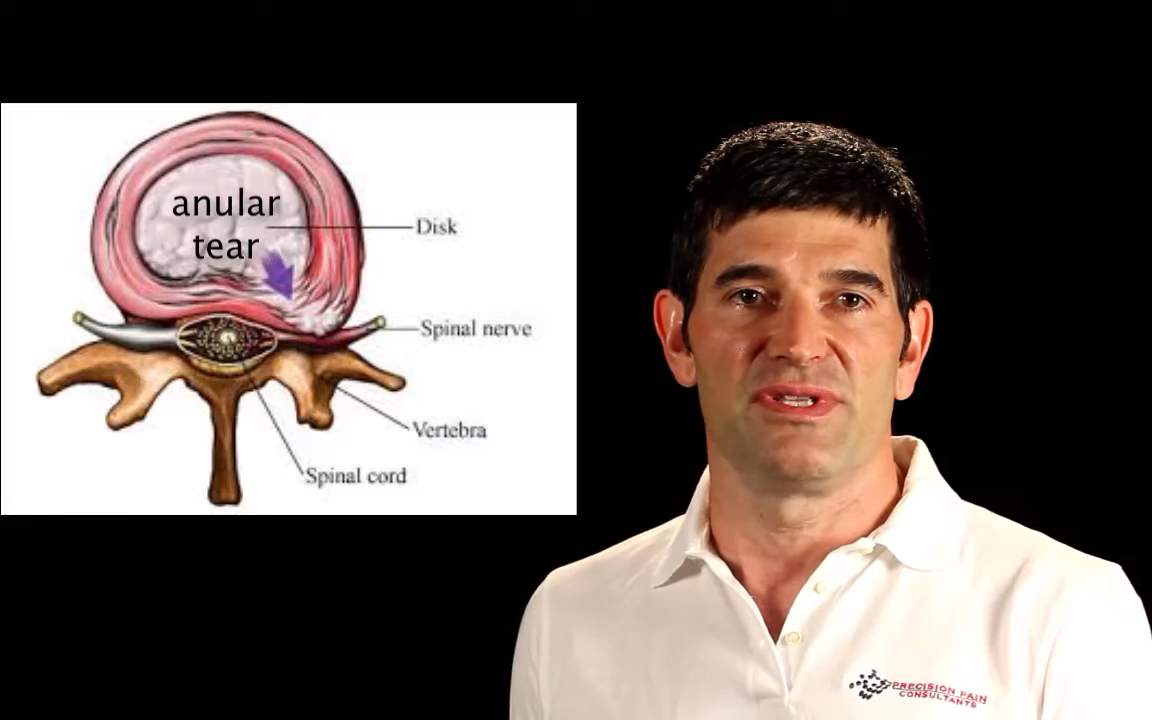 anular
tear
Disk
Spinal nerve
Vertebra
Spinal cord
PRECISION PAIN
CONSULTANTS